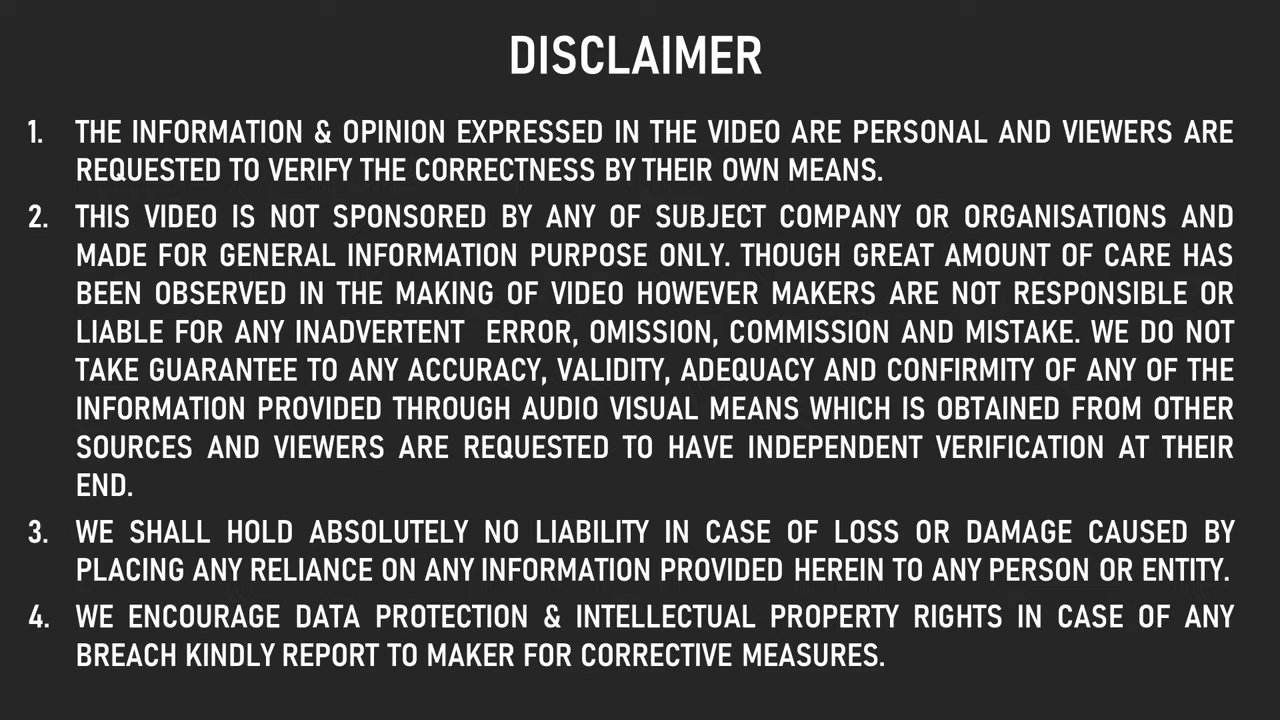 DISCLAIMER
1. THE INFORMATION & OPINION EXPRESSED IN THE VIDEO ARE PERSONAL AND VIEWERS ARE
REQUESTED TO VERIFY THE CORRECTNESS BY THEIR OWN MEANS.
2. THIS VIDEO IS NOT SPONSORED BY ANY OF SUBJECT COMPANY OR ORGANISATIONS AND
MADE FOR GENERAL INFORMATION PURPOSE ONLY. THOUGH GREAT AMOUNT OF CARE HAS
BEEN OBSERVED IN THE MAKING OF VIDEO HOWEVER MAKERS ARE NOT RESPONSIBLE OR
LIABLE FOR ANY INADVERTENT ERROR, OMISSION, COMMISSION AND MISTAKE. WE DO NOT
TAKE GUARANTEE TO ANY ACCURACY, VALIDITY, ADEQUACY AND CONFIRMITY OF ANY OF THE
INFORMATION PROVIDED THROUGH AUDIO VISUAL MEANS WHICH IS OBTAINED FROM OTHER
SOURCES AND VIEWERS ARE REQUESTED TO HAVE INDEPENDENT VERIFICATION AT THEIR
END.
3. WE SHALL HOLD ABSOLUTELY NO LIABILITY IN CASE OF LOSS OR DAMAGE CAUSED BY
PLACING ANY RELIANCE ON ANY INFORMATION PROVIDED HEREIN TO ANY PERSON OR ENTITY.
4. WE ENCOURAGE DATA PROTECTION & INTELLECTUAL PROPERTY RIGHTS IN CASE OF ANY
BREACH KINDLY REPORT TO MAKER FOR CORRECTIVE MEASURES.